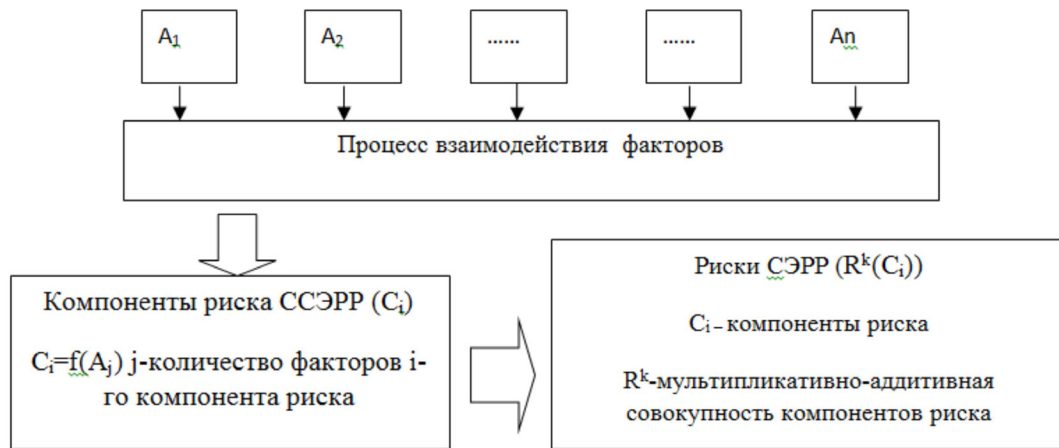 A₁ A₂ ...... ...... An
Процесс взаимодействия факторов
Компоненты риска ССЭРР (Cᵢ)
Cᵢ=f(Aⱼ) j-количество факторов i-
го компонента риска
Риски СЭРР (Rᵏ(Cᵢ))
Cᵢ – компоненты риска
Rᵏ-мультипликативно-аддитивная
совокупность компонентов риска